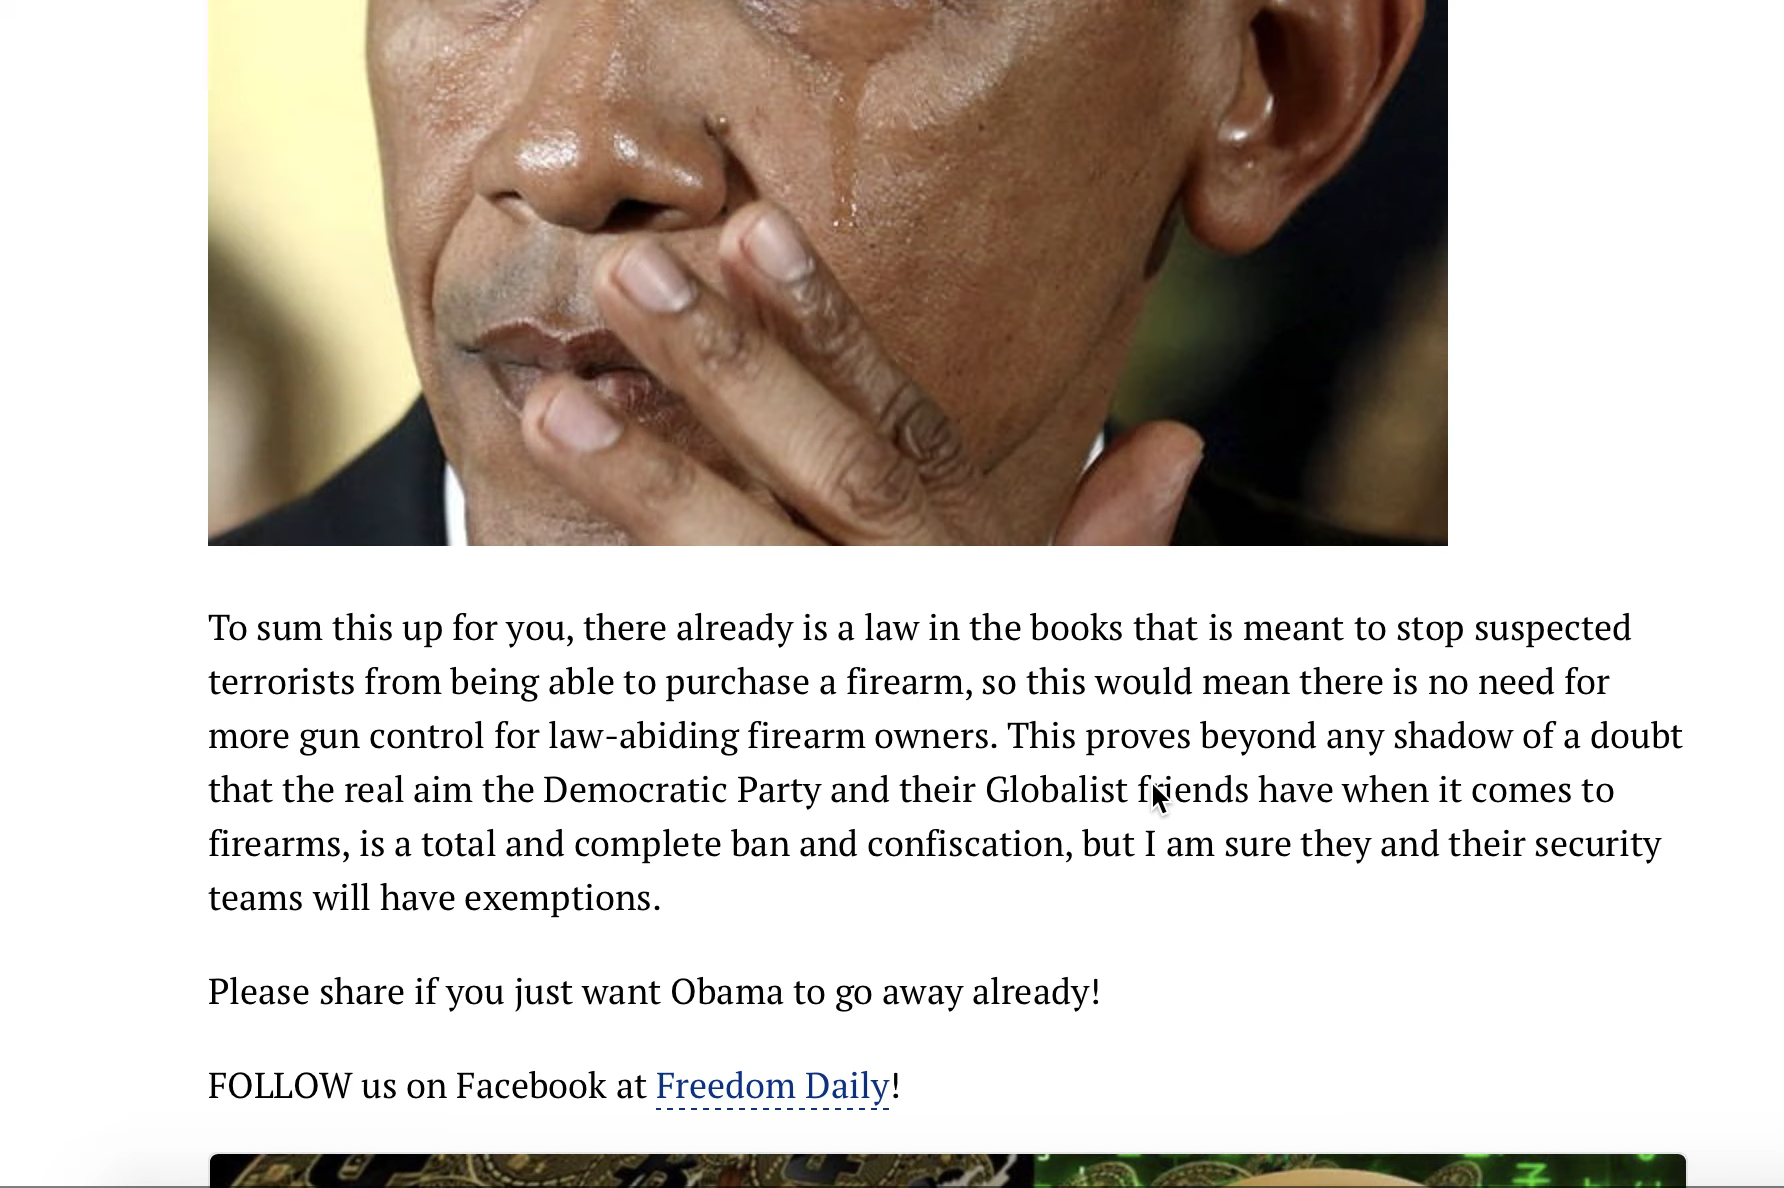 To sum this up for you, there already is a law in the books that is meant to stop suspected
terrorists from being able to purchase a firearm, so this would mean there is no need for
more gun control for law-abiding firearm owners. This proves beyond any shadow of a doubt
that the real aim the Democratic Party and their Globalist friends have when it comes to
firearms, is a total and complete ban and confiscation, but I am sure they and their security
teams will have exemptions.
Please share if you just want Obama to go away already!
FOLLOW us on Facebook at Freedom Daily!